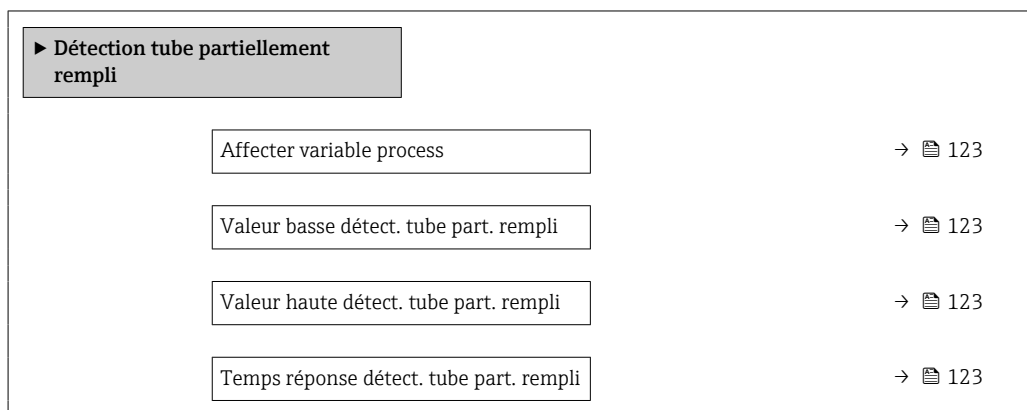 ▶ Détection tube partiellement
rempli
Affecter variable process → 123
Valeur basse détect. tube part. rempli → 123
Valeur haute détect. tube part. rempli → 123
Temps réponse détect. tube part. rempli → 123